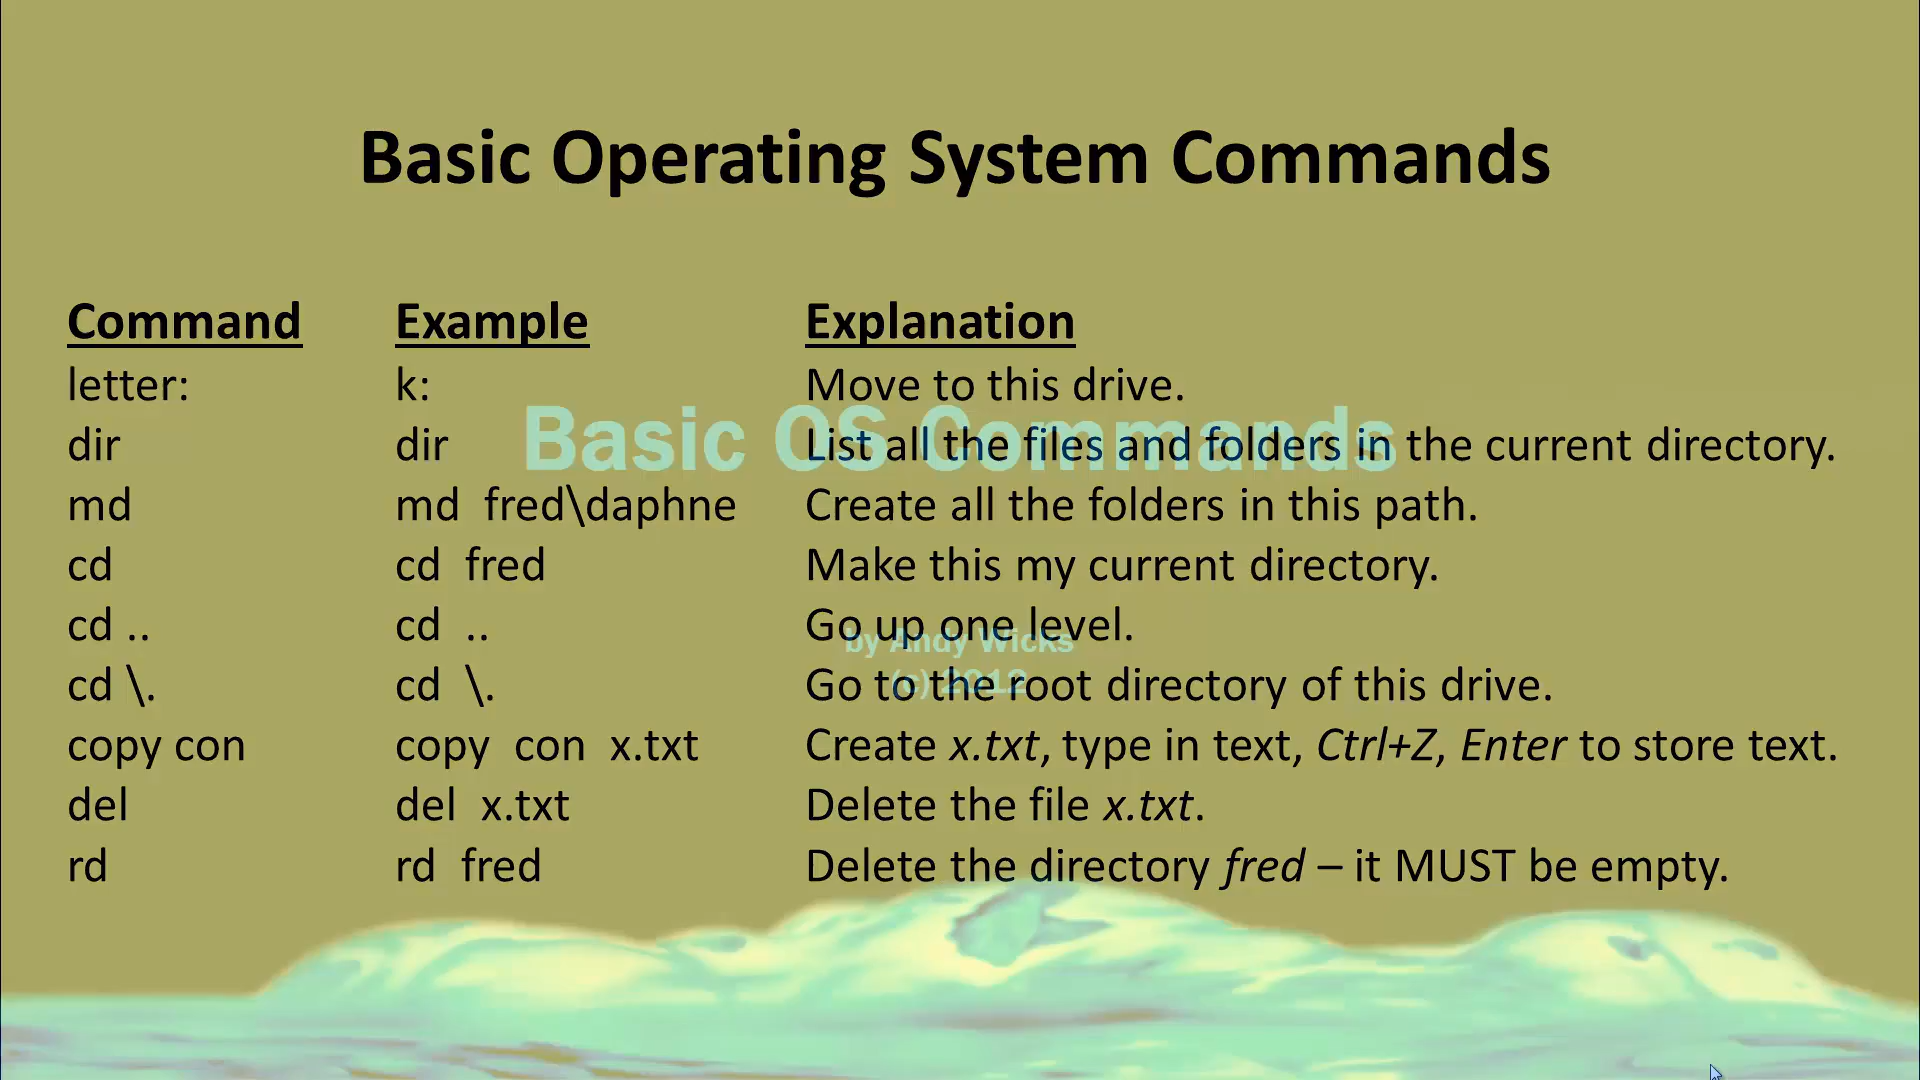 Basic Operating System Commands
Command Example Explanation
letter: k: Move to this drive.
Basic OS Commands
dir dir List all the files and folders in the current directory.
md md fred\daphne Create all the folders in this path.
cd cd fred Make this my current directory.
cd .. cd .. Go up one level.
by Andy Wicks
(c) 2012
cd \. cd \. Go to the root directory of this drive.
copy con copy con x.txt Create x.txt, type in text, Ctrl+Z, Enter to store text.
del del x.txt Delete the file x.txt.
rd rd fred Delete the directory fred – it MUST be empty.